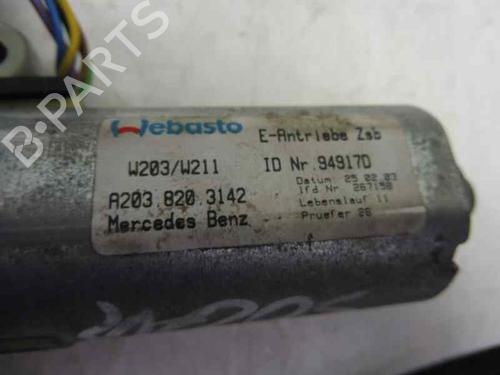 Webasto
E-Antriebe Zsb
W203/W211
ID Nr.94917D
A203.820.3142
Datum 25.02.03
lfd Nr 267158
Mercedes Benz
Lebenslauf 11
Pruefer 26
B-PARTS